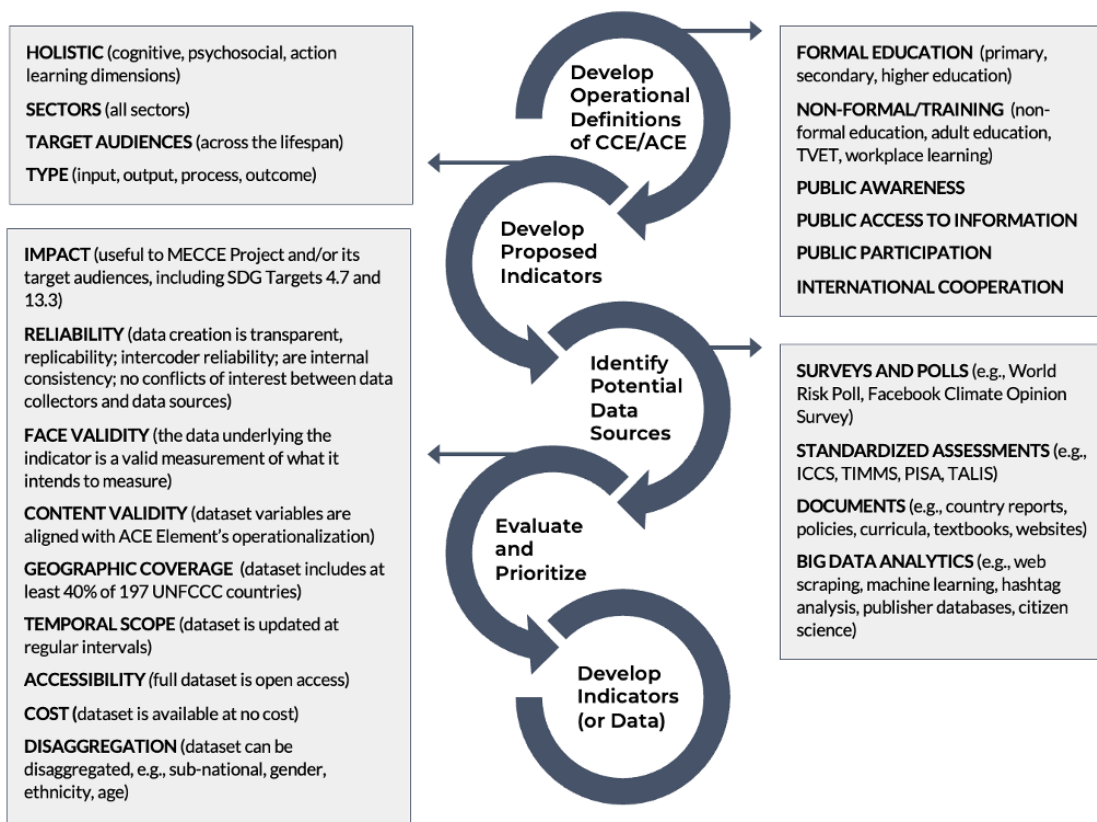 HOLISTIC (cognitive, psychosocial, action
learning dimensions)
SECTORS (all sectors)
TARGET AUDIENCES (across the lifespan)
TYPE (input, output, process, outcome)
IMPACT (useful to MECCE Project and/or its
target audiences, including SDG Targets 4.7 and
13.3)
RELIABILITY (data creation is transparent,
replicability; intercoder reliability; are internal
consistency; no conflicts of interest between data
collectors and data sources)
FACE VALIDITY (the data underlying the
indicator is a valid measurement of what it
intends to measure)
CONTENT VALIDITY (dataset variables are
aligned with ACE Element's operationalization)
GEOGRAPHIC COVERAGE (dataset includes at
least 40% of 197 UNFCCC countries)
TEMPORAL SCOPE (dataset is updated at
regular intervals)
ACCESSIBILITY (full dataset is open access)
COST (dataset is available at no cost)
DISAGGREGATION (dataset can be
disaggregated, e.g., sub-national, gender,
ethnicity, age)
Develop
Operational
Definitions
of CCE/ACE
Develop
Proposed
Indicators
Identify
Potential
Data
Sources
Evaluate
and
Prioritize
Develop
Indicators
(or Data)
FORMAL EDUCATION (primary,
secondary, higher education)
NON-FORMAL/TRAINING (non-
formal education, adult education,
TVET, workplace learning)
PUBLIC AWARENESS
PUBLIC ACCESS TO INFORMATION
PUBLIC PARTICIPATION
INTERNATIONAL COOPERATION
SURVEYS AND POLLS (e.g., World
Risk Poll, Facebook Climate Opinion
Survey)
STANDARDIZED ASSESSMENTS (e.g.,
ICCS, TIMMS, PISA, TALIS)
DOCUMENTS (e.g., country reports,
policies, curricula, textbooks, websites)
BIG DATA ANALYTICS (e.g., web
scraping, machine learning, hashtag
analysis, publisher databases, citizen
science)